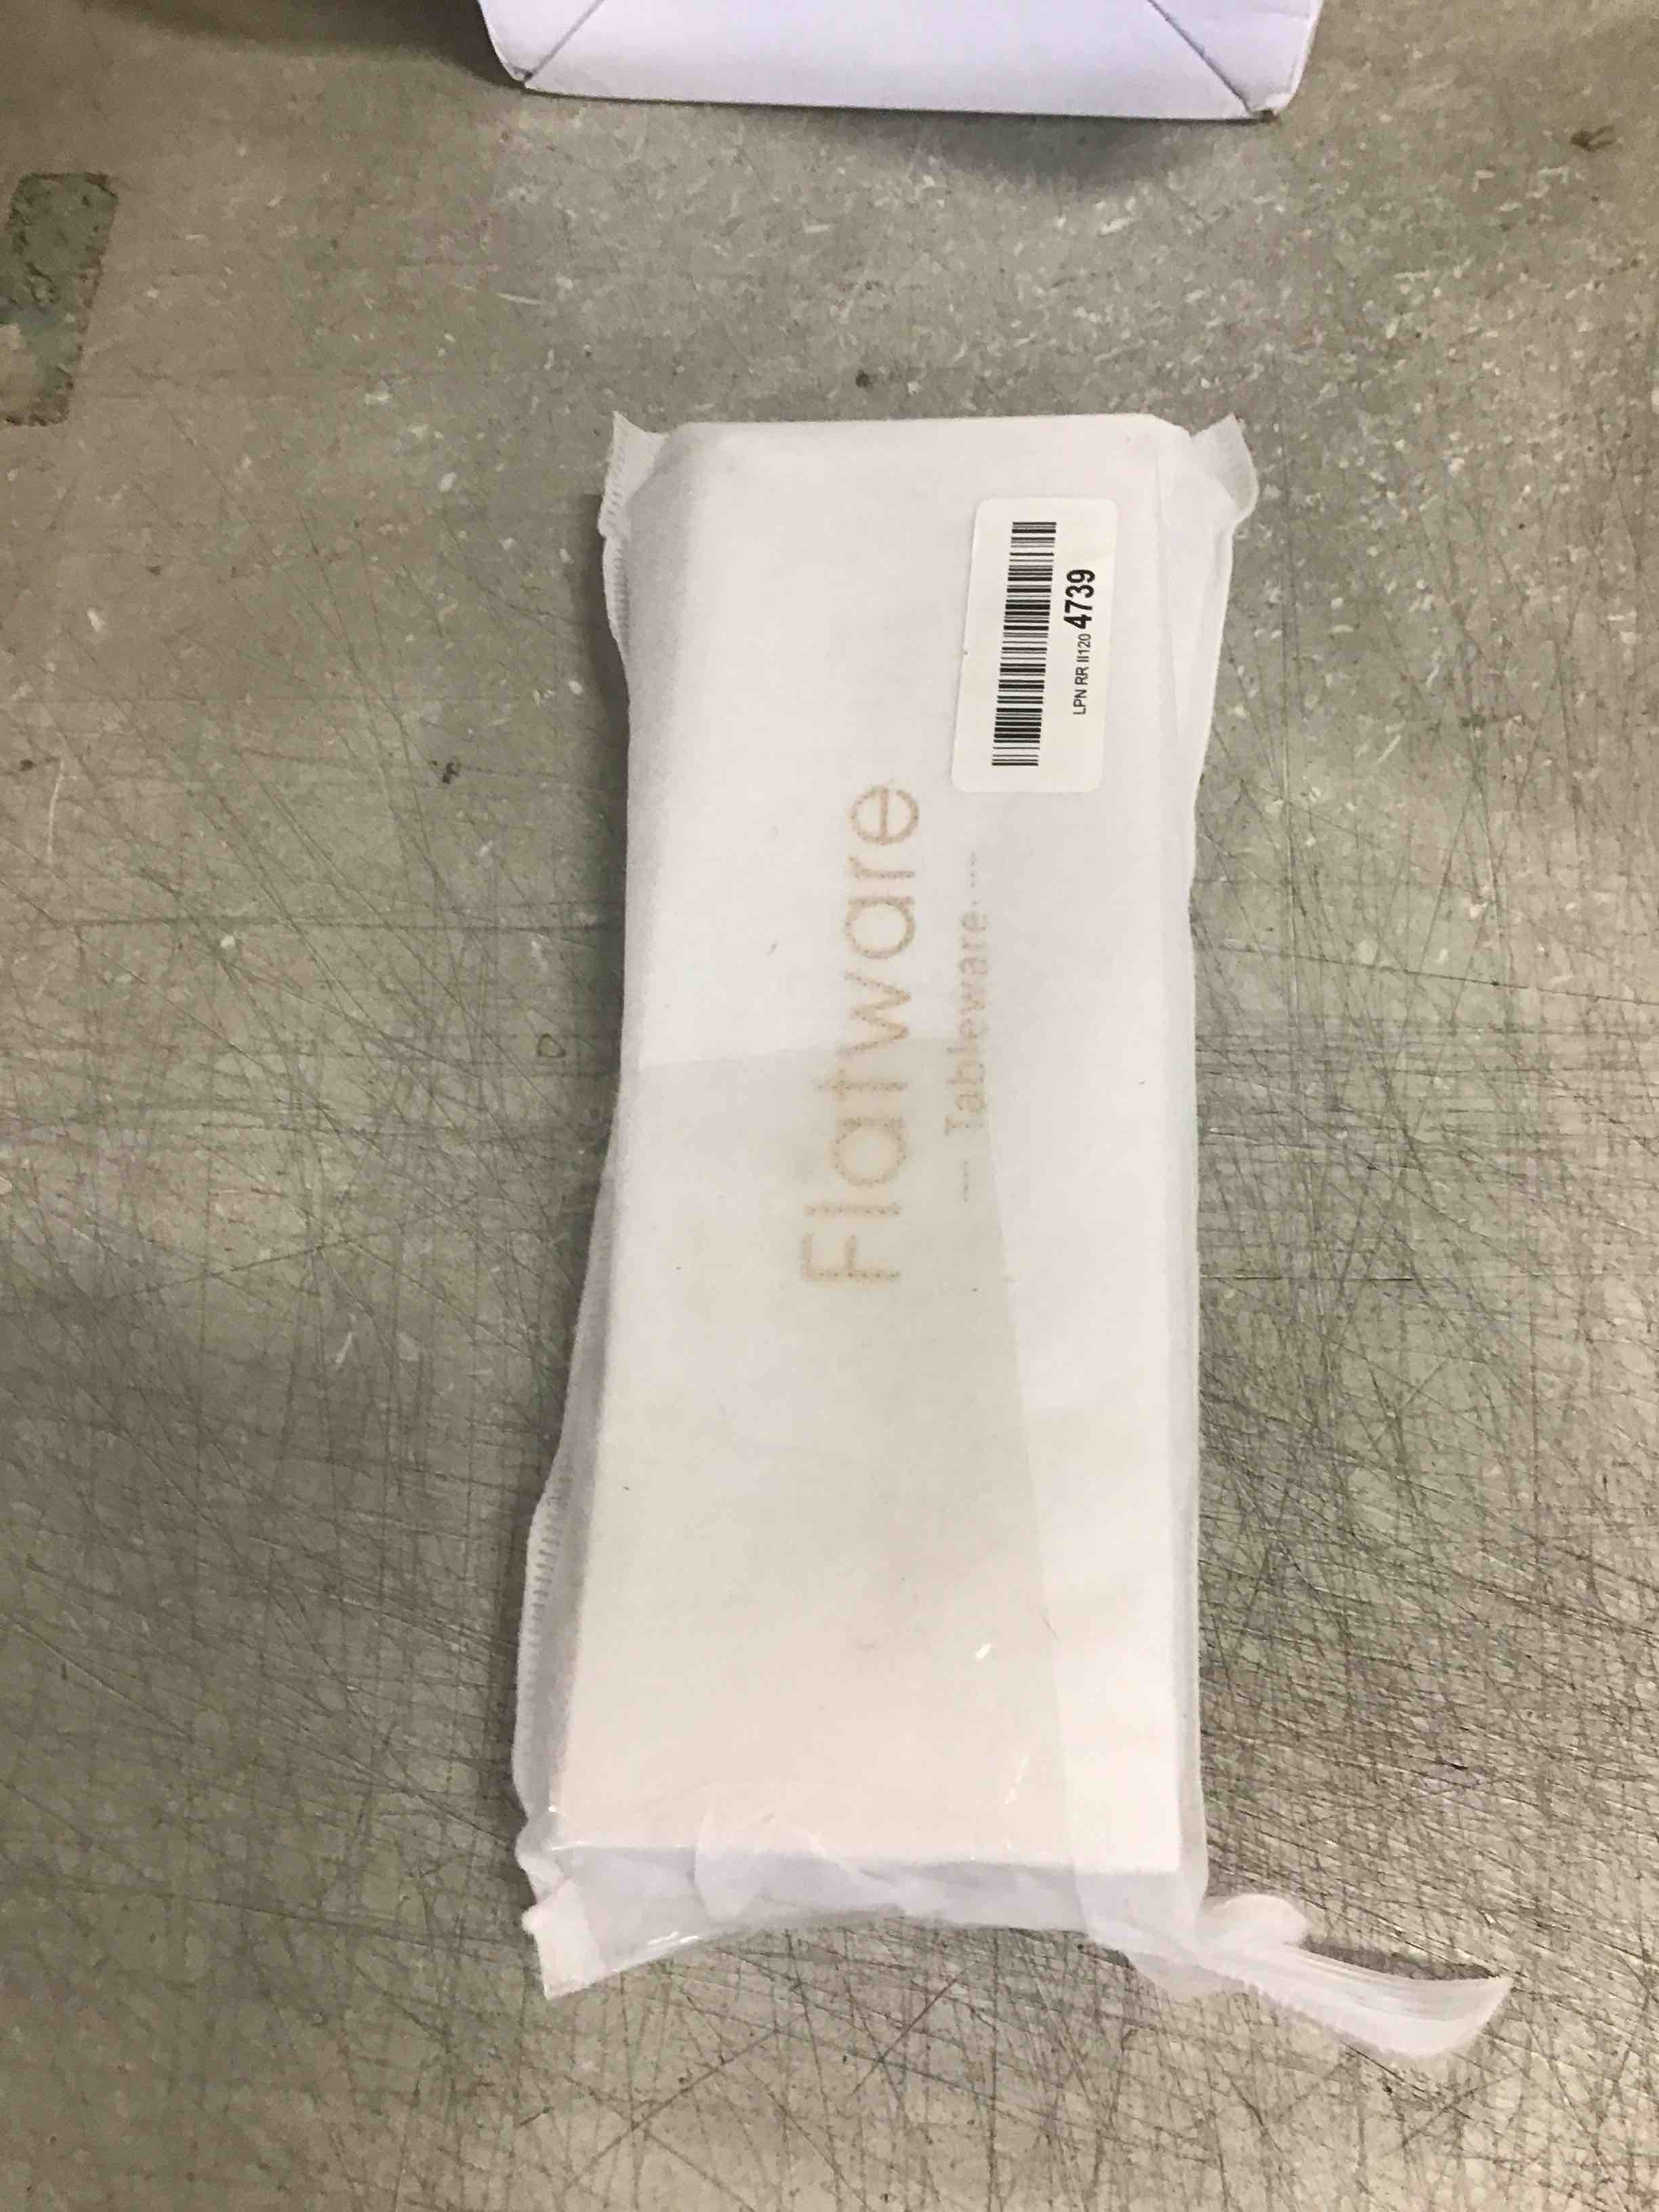 Flatware
— Tableware —
LPN RR II120 4739